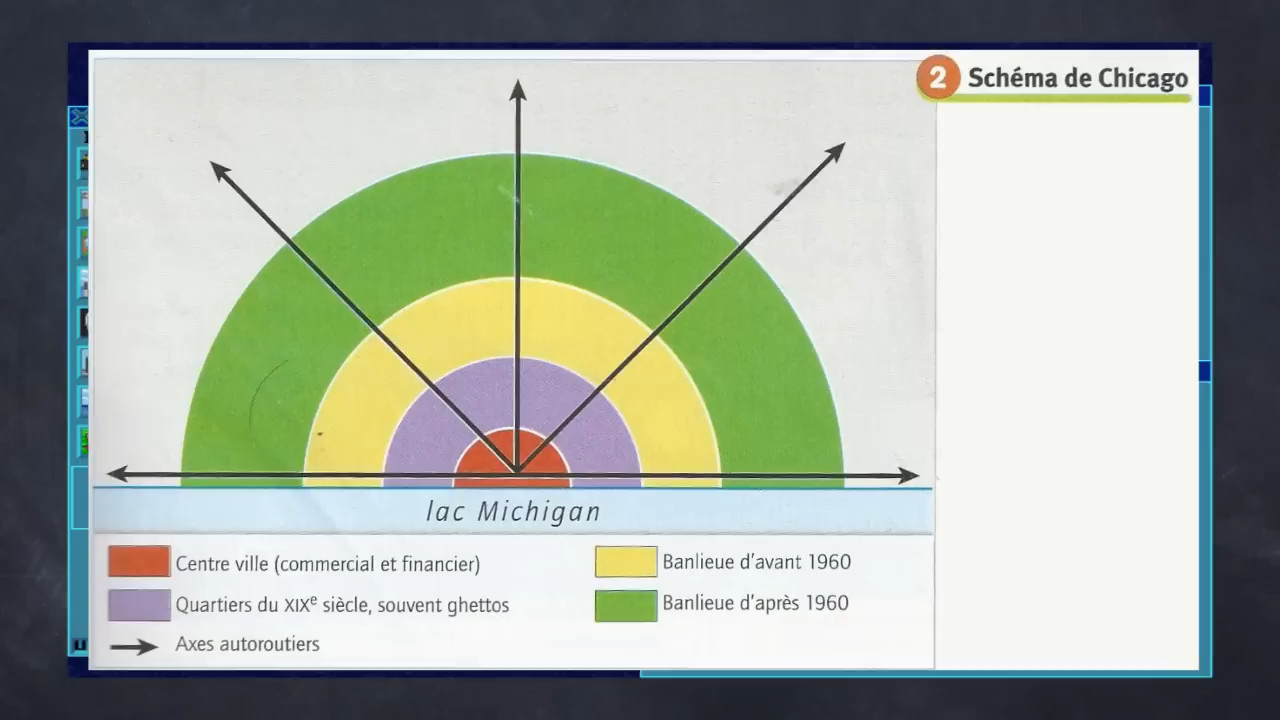 2 Schéma de Chicago
lac Michigan
Centre ville (commercial et financier)
Banlieue d'avant 1960
Quartiers du XIXe siècle, souvent ghettos
Banlieue d'après 1960
Axes autoroutiers